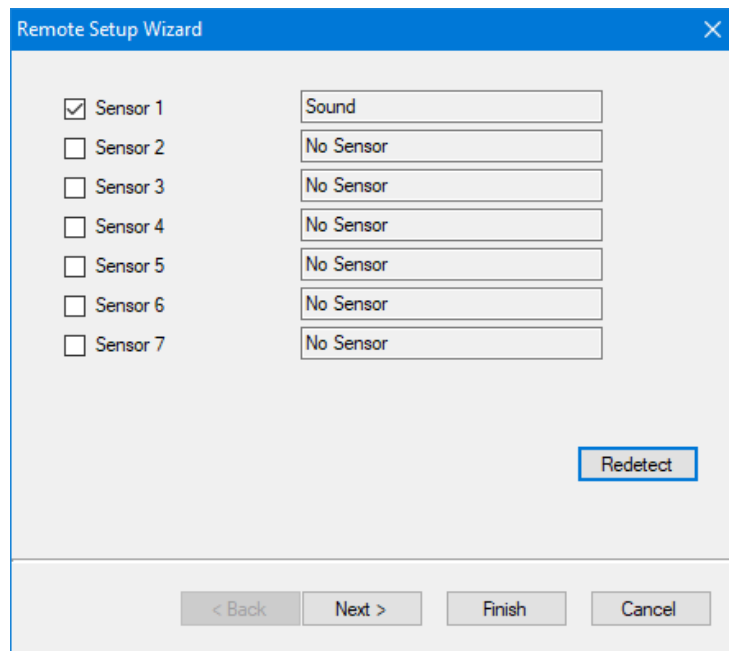 Remote Setup Wizard
Sensor 1 Sound
Sensor 2 No Sensor
Sensor 3 No Sensor
Sensor 4 No Sensor
Sensor 5 No Sensor
Sensor 6 No Sensor
Sensor 7 No Sensor
Redetect
< Back Next > Finish Cancel